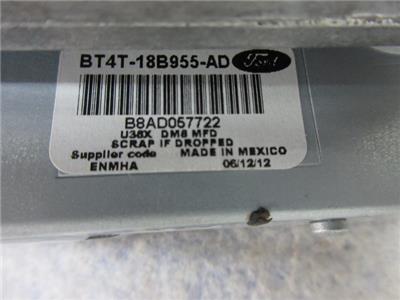 BT4T-18B955-AD Ford
B8AD057722
U38X DM8 MFD
SCRAP IF DROPPED
Supplier code MADE IN MEXICO
ENMHA 06/12/12